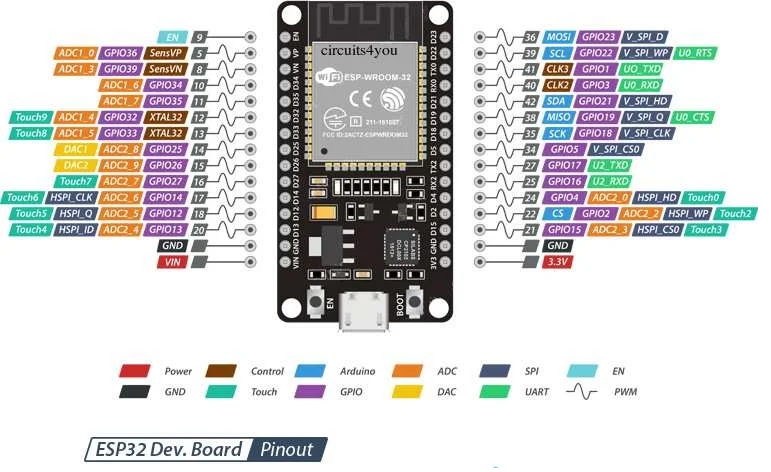 EN 9
ADC1_0 GPIO36 SensVP 5
ADC1_3 GPIO39 SensVN 8
ADC1_6 GPIO34 10
ADC1_7 GPIO35 11
Touch9 ADC1_4 GPIO32 XTAL32 12
Touch8 ADC1_5 GPIO33 XTAL32 13
DAC1 ADC2_8 GPIO25 14
DAC2 ADC2_9 GPIO26 15
Touch7 ADC2_7 GPIO27 16
Touch6 HSPI_CLK ADC2_6 GPIO14 17
Touch5 HSPI_Q ADC2_5 GPIO12 18
Touch4 HSPI_ID ADC2_4 GPIO13 20
GND
VIN
circuits4you
WiFi ESP-WROOM-32
CE
R 211-161007
FCC ID:2AC7Z-ESPWROOM32
EN VP VN D34 D35 D32 D33 D25 D26 D27 D14 D12 D13 GND VIN
D23 D22 TX0 RX0 D21 D19 D18 D5 TX2 RX2 D4 D2 D15 GND 3V3
SILABS
CP2102
EN
BOOT
36 MOSI GPIO23 V_SPI_D
39 SCL GPIO22 V_SPI_WP U0_RTS
41 CLK3 GPIO1 UO_TXD
40 CLK2 GPIO3 U0_RXD
42 SDA GPIO21 V_SPI_HD
38 MISO GPIO19 V_SPI_Q U0_CTS
35 SCK GPIO18 V_SPI_CLK
34 GPIO5 V_SPI_CS0
27 GPIO17 U2_TXD
25 GPIO16 U2_RXD
24 GPIO4 ADC2_0 HSPI_HD Touch0
22 CS GPIO2 ADC2_2 HSPI_WP Touch2
21 GPIO15 ADC2_3 HSPI_CS0 Touch3
GND
3.3V
Power Control Arduino ADC SPI EN
GND Touch GPIO DAC UART PWM
ESP32 Dev. Board Pinout